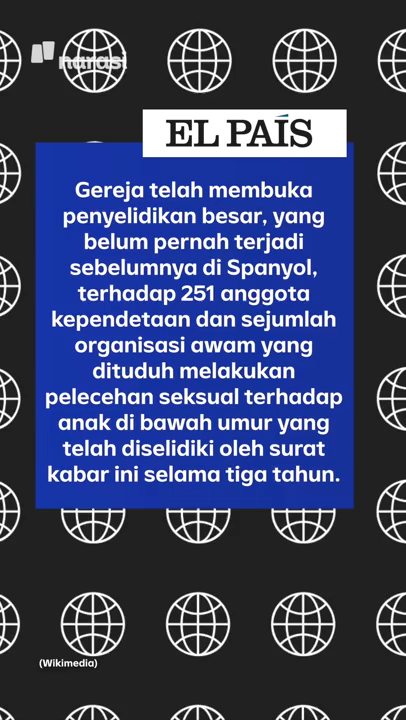 narasi
EL PAÍS
Gereja telah membuka
penyelidikan besar, yang
belum pernah terjadi
sebelumnya di Spanyol,
terhadap 251 anggota
kependetaan dan sejumlah
organisasi awam yang
dituduh melakukan
pelecehan seksual terhadap
anak di bawah umur yang
telah diselidiki oleh surat
kabar ini selama tiga tahun.
(Wikimedia)